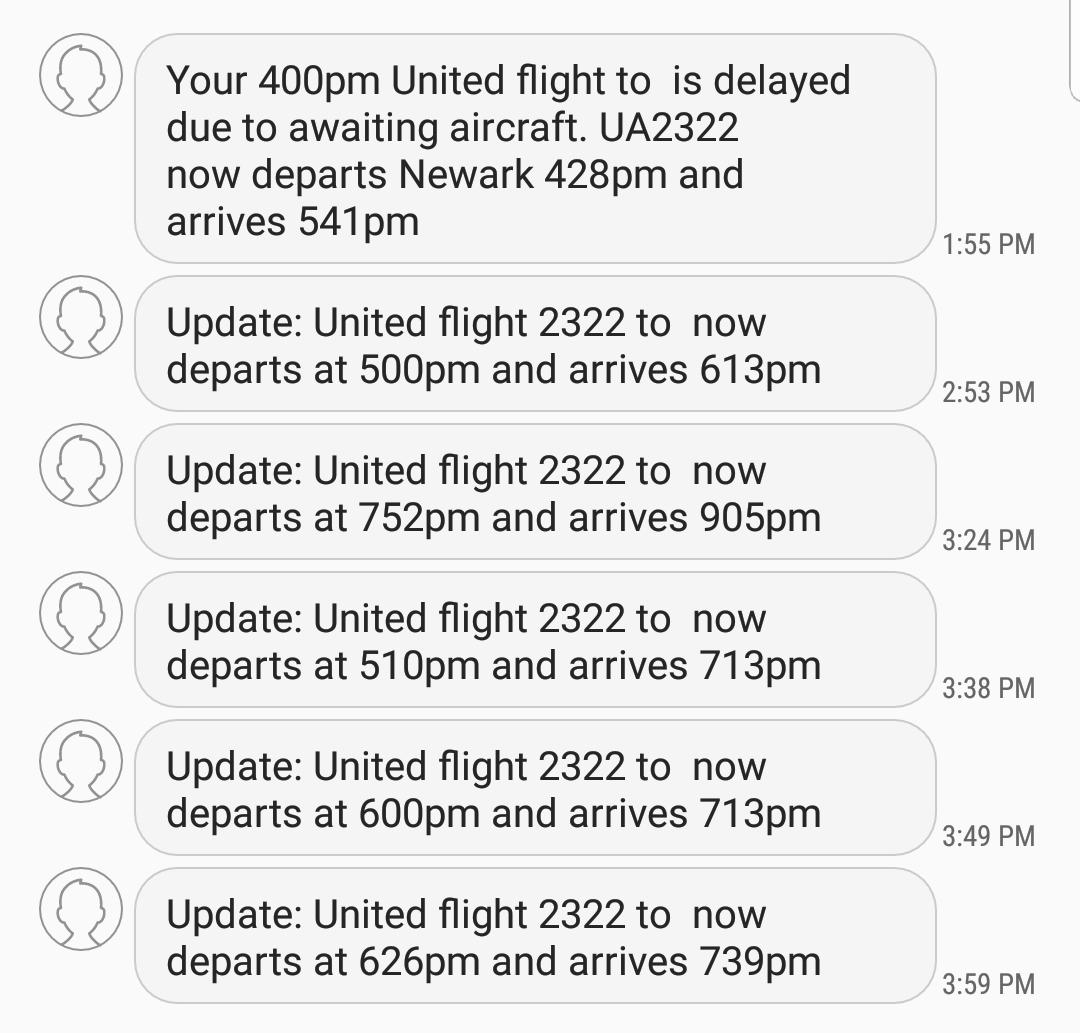 Your 400pm United flight to  is delayed
due to awaiting aircraft. UA2322
now departs Newark 428pm and
arrives 541pm
1:55 PM
Update: United flight 2322 to  now
departs at 500pm and arrives 613pm
2:53 PM
Update: United flight 2322 to  now
departs at 752pm and arrives 905pm
3:24 PM
Update: United flight 2322 to  now
departs at 510pm and arrives 713pm
3:38 PM
Update: United flight 2322 to  now
departs at 600pm and arrives 713pm
3:49 PM
Update: United flight 2322 to  now
departs at 626pm and arrives 739pm
3:59 PM